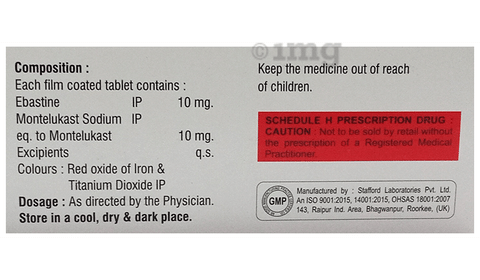 1mg
Composition :
Each film coated tablet contains :
Ebastine IP 10 mg.
Montelukast Sodium IP
eq. to Montelukast 10 mg.
Excipients q.s.
Colours : Red oxide of Iron &
Titanium Dioxide IP
Dosage : As directed by the Physician.
Store in a cool, dry & dark place.
Keep the medicine out of reach
of children.
SCHEDULE H PRESCRIPTION DRUG :
CAUTION : Not to be sold by retail without
the prescription of a Registered Medical
Practitioner.
GMP
Manufactured by : Stafford Laboratories Pvt. Ltd.
An ISO 9001:2015, 14001:2015, OHSAS 18001:2007
143, Raipur Ind. Area, Bhagwanpur, Roorkee, (UK)